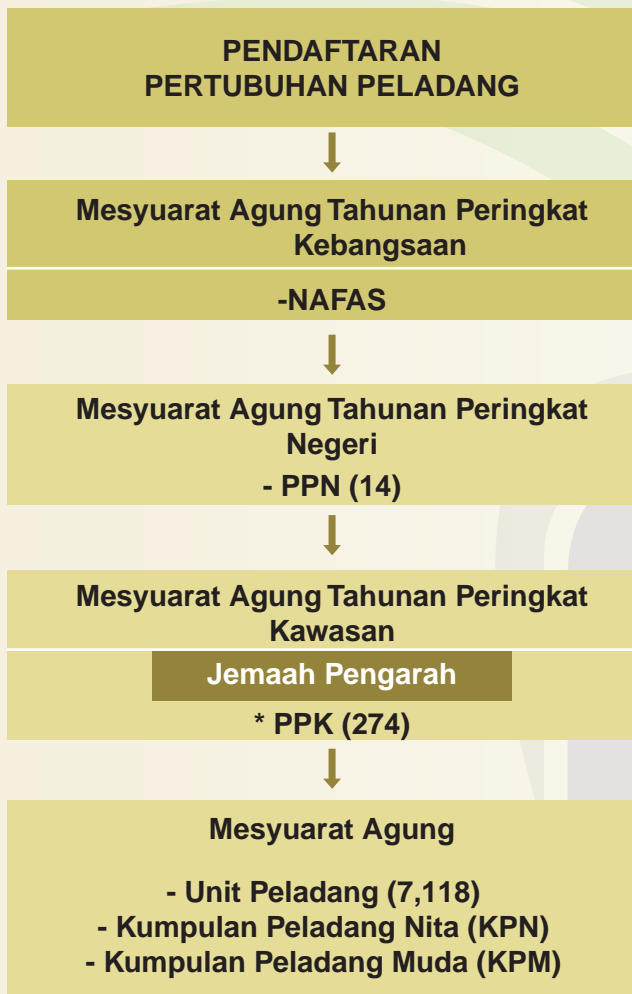 PENDAFTARAN
PERTUBUHAN PELADANG
Mesyuarat Agung Tahunan Peringkat
Kebangsaan
-NAFAS
Mesyuarat Agung Tahunan Peringkat
Negeri
- PPN (14)
Mesyuarat Agung Tahunan Peringkat
Kawasan
Jemaah Pengarah
* PPK (274)
Mesyuarat Agung
- Unit Peladang (7,118)
- Kumpulan Peladang Nita (KPN)
- Kumpulan Peladang Muda (KPM)